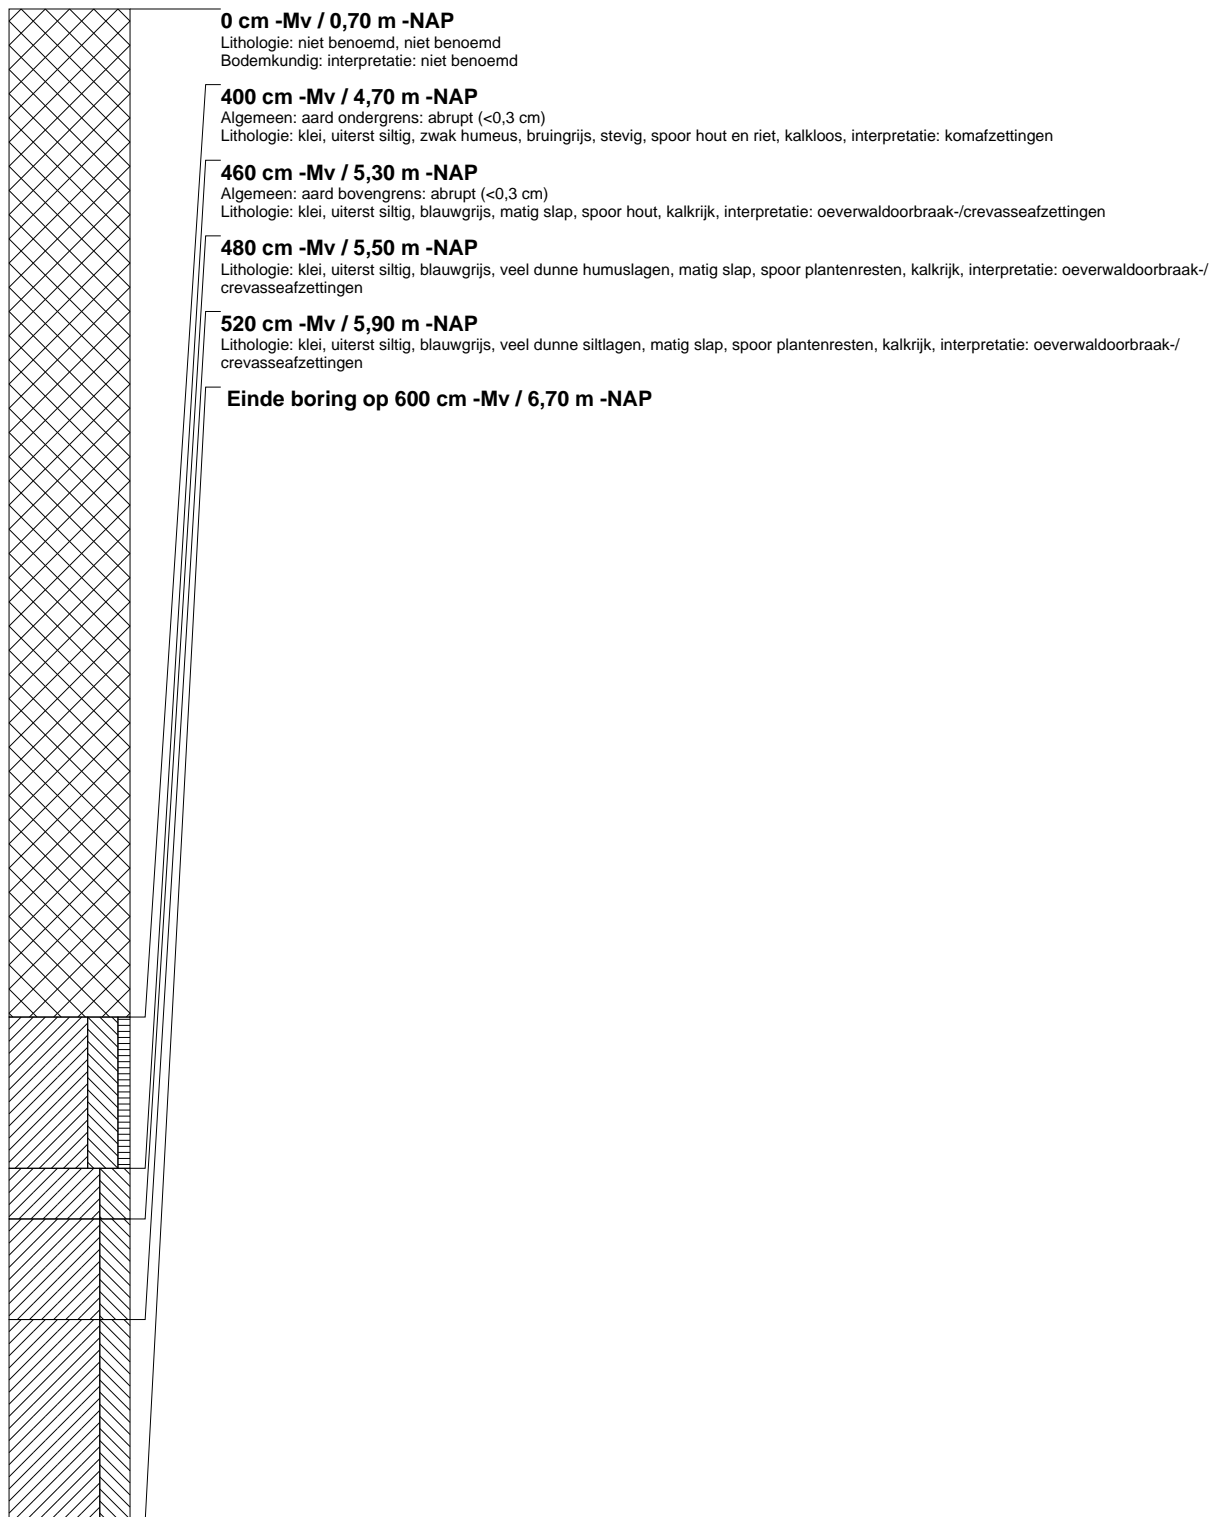 0 cm -Mv / 0,70 m -NAP
Lithologie: niet benoemd, niet benoemd
Bodemkundig: interpretatie: niet benoemd
400 cm -Mv / 4,70 m -NAP
Algemeen: aard ondergrens: abrupt (<0,3 cm)
Lithologie: klei, uiterst siltig, zwak humeus, bruingrijs, stevig, spoor hout en riet, kalkloos, interpretatie: komafzettingen
460 cm -Mv / 5,30 m -NAP
Algemeen: aard bovengrens: abrupt (<0,3 cm)
Lithologie: klei, uiterst siltig, blauwgrijs, matig slap, spoor hout, kalkrijk, interpretatie: oeverwaldoorbraak-/crevasseafzettingen
480 cm -Mv / 5,50 m -NAP
Lithologie: klei, uiterst siltig, blauwgrijs, veel dunne humuslagen, matig slap, spoor plantenresten, kalkrijk, interpretatie: oeverwaldoorbraak-/
crevasseafzettingen
520 cm -Mv / 5,90 m -NAP
Lithologie: klei, uiterst siltig, blauwgrijs, veel dunne siltlagen, matig slap, spoor plantenresten, kalkrijk, interpretatie: oeverwaldoorbraak-/
crevasseafzettingen
Einde boring op 600 cm -Mv / 6,70 m -NAP